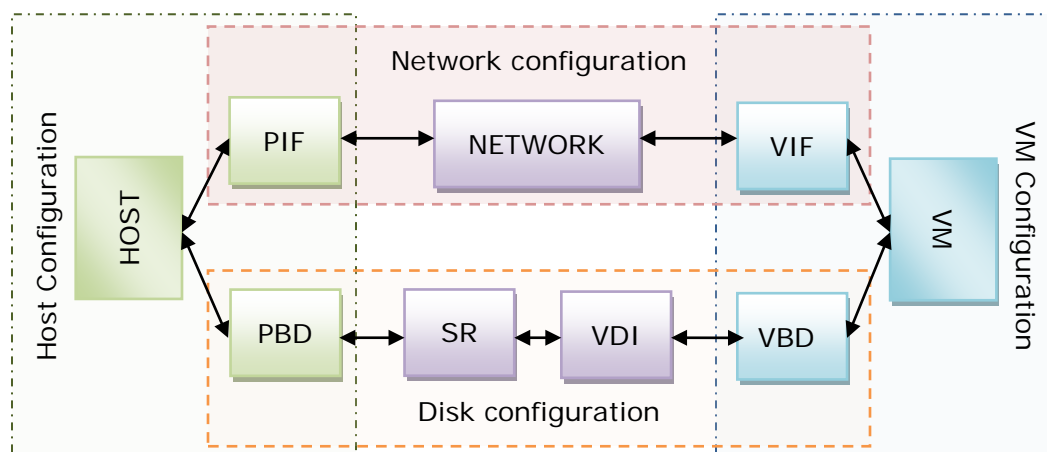 Network configuration
Host Configuration
HOST
PIF
NETWORK
VIF
VM
VM Configuration
PBD
SR
VDI
VBD
Disk configuration